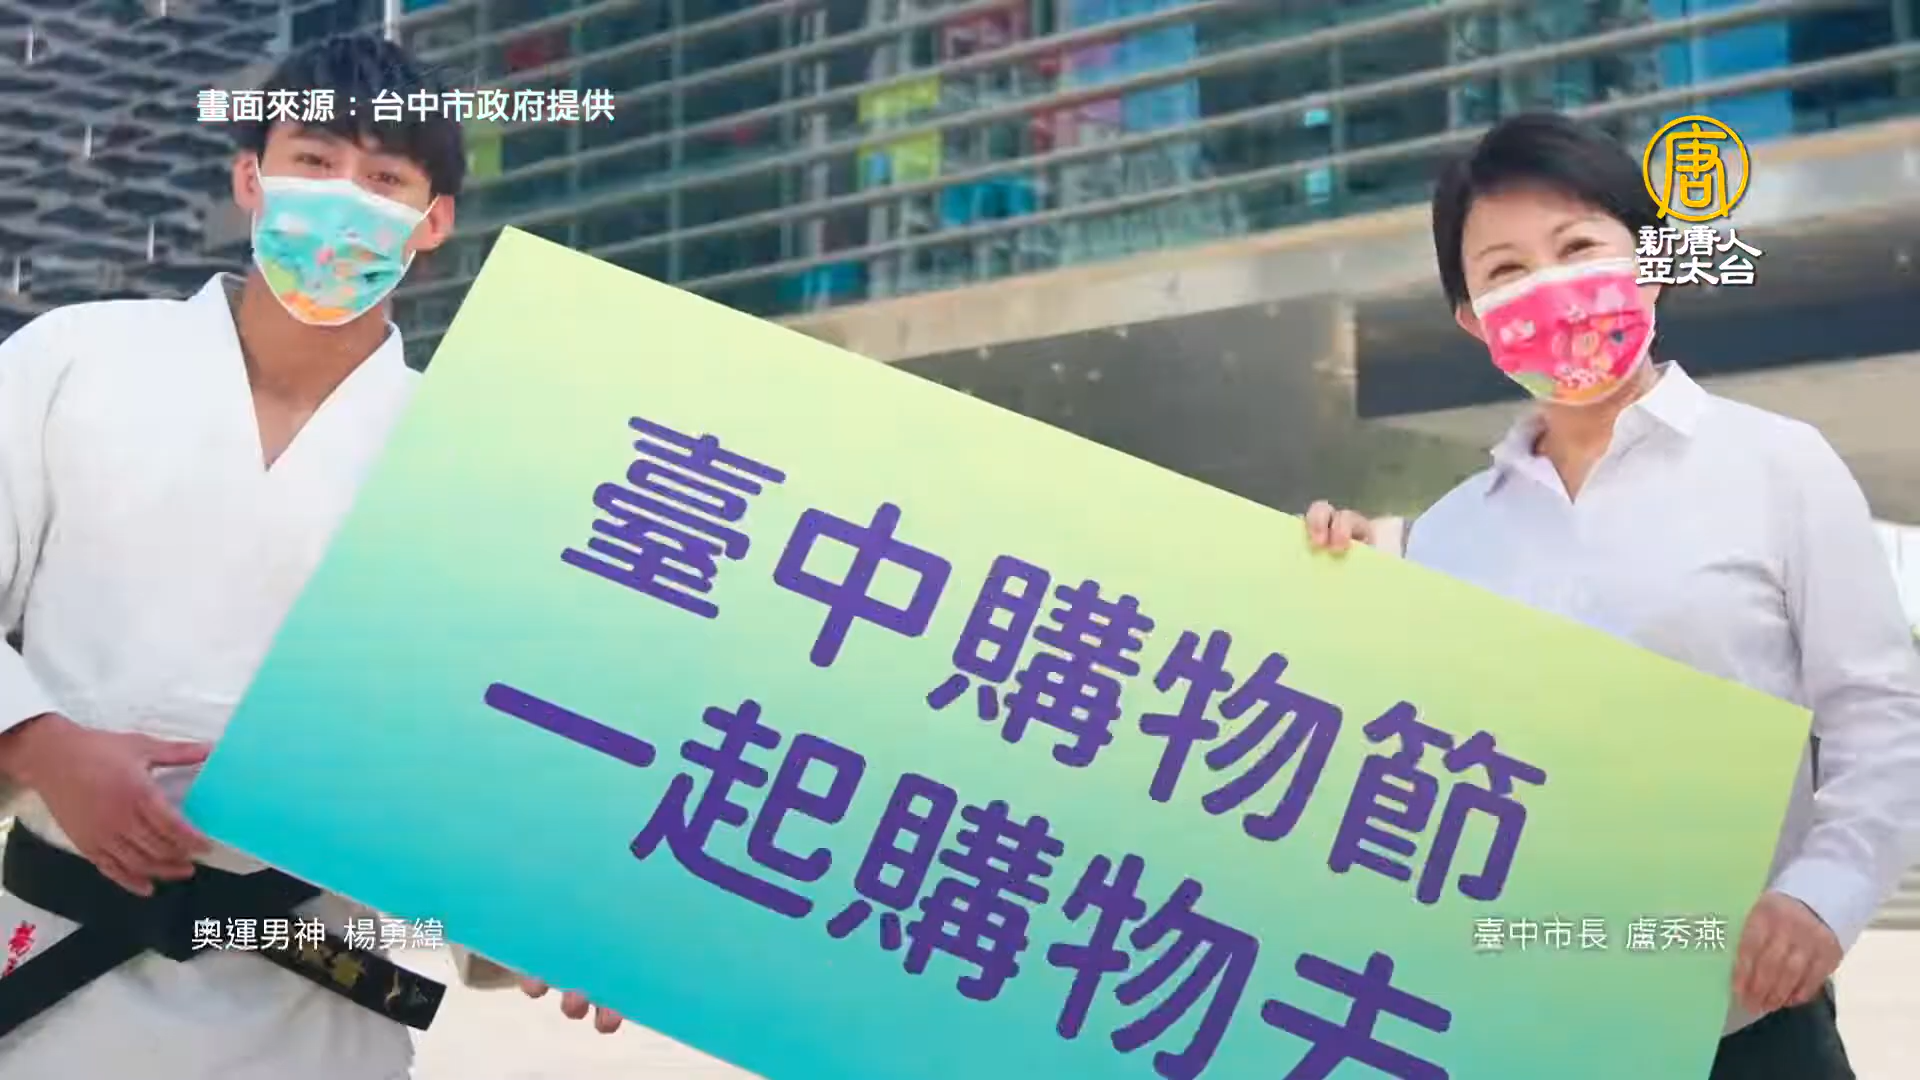 畫面來源：台中市政府提供
唐
新唐人
亞太台
臺中購物節
一起購物去
奧運男神 楊勇緯
臺中市長 盧秀燕